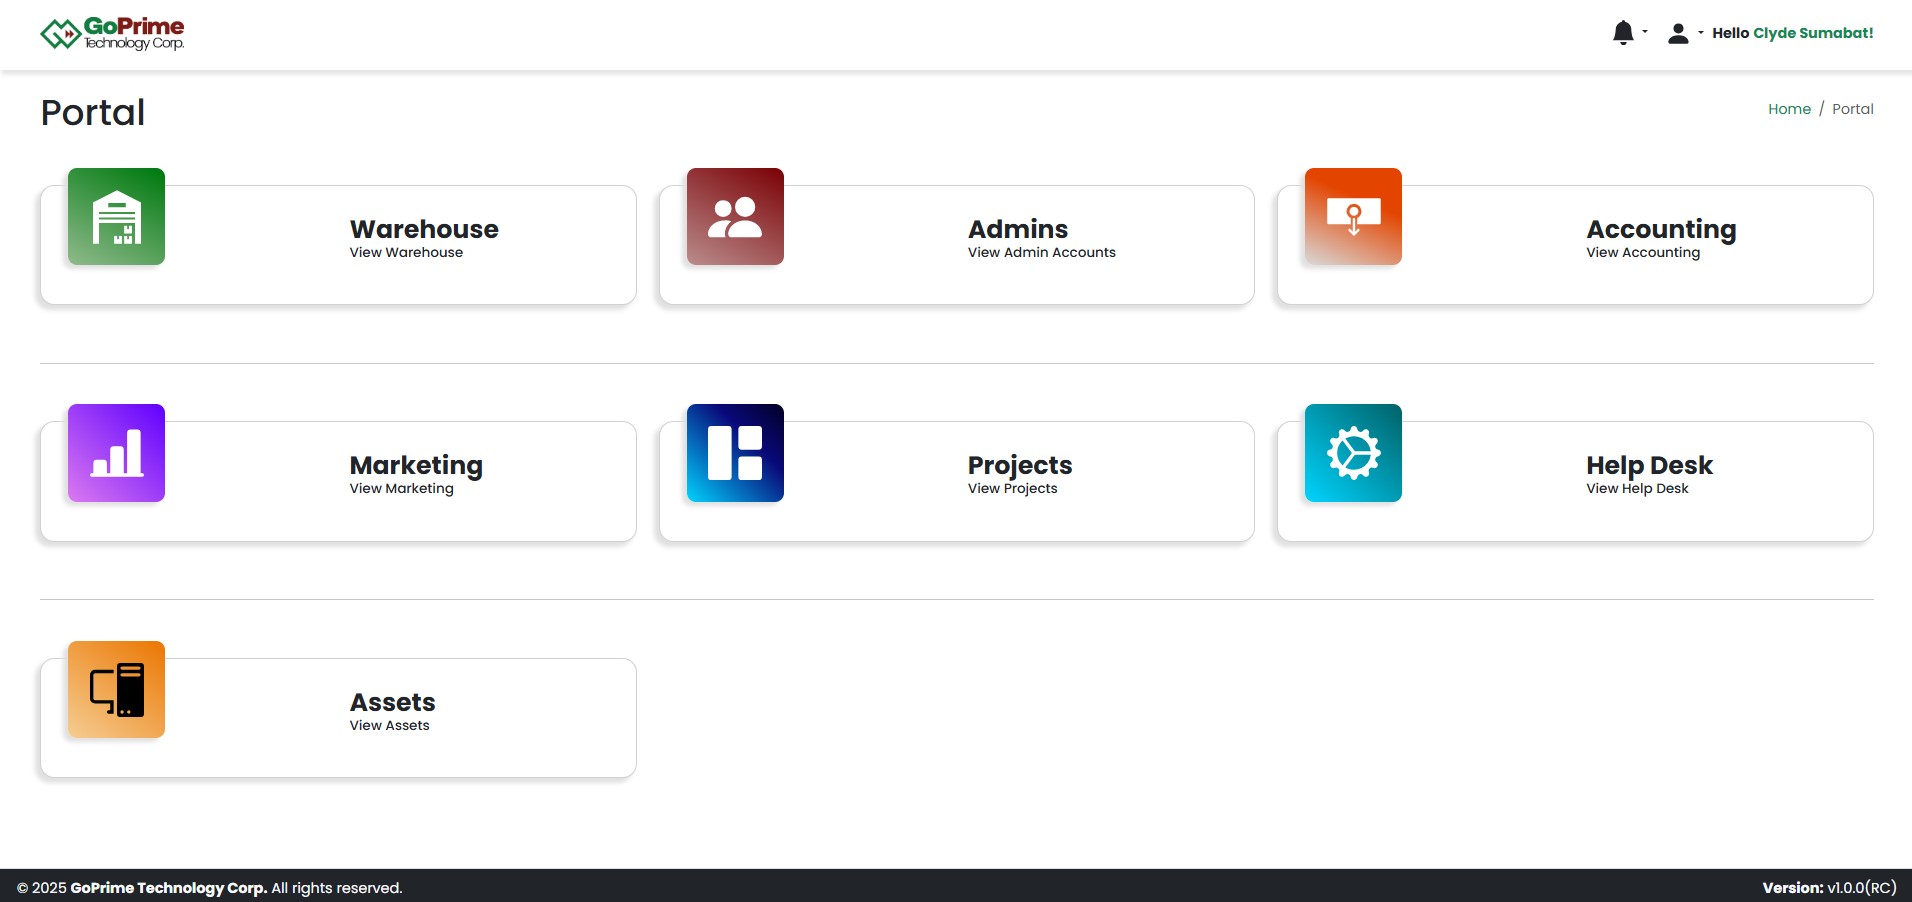 GoPrime
Technology Corp.
Hello Clyde Sumabat!
Portal
Home / Portal
Warehouse
View Warehouse
Admins
View Admin Accounts
Accounting
View Accounting
Marketing
View Marketing
Projects
View Projects
Help Desk
View Help Desk
Assets
View Assets
© 2025 GoPrime Technology Corp. All rights reserved.
Version: v1.0.0(RC)